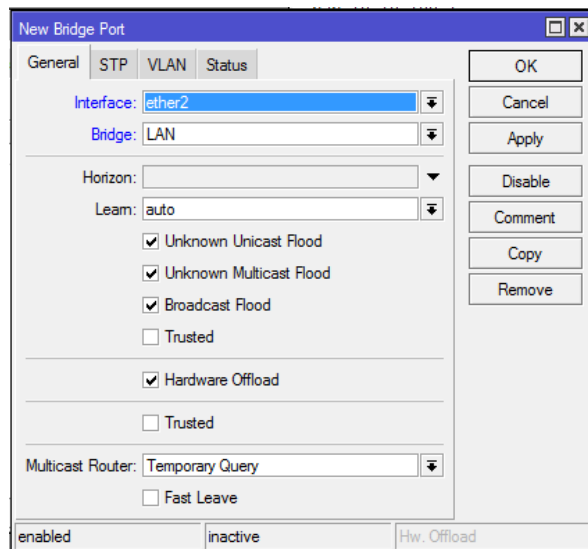 New Bridge Port
General STP VLAN Status
Interface: ether2
Bridge: LAN
Horizon:
Learn: auto
Unknown Unicast Flood
Unknown Multicast Flood
Broadcast Flood
Trusted
Hardware Offload
Trusted
Multicast Router: Temporary Query
Fast Leave
OK
Cancel
Apply
Disable
Comment
Copy
Remove
enabled inactive Hw. Offload